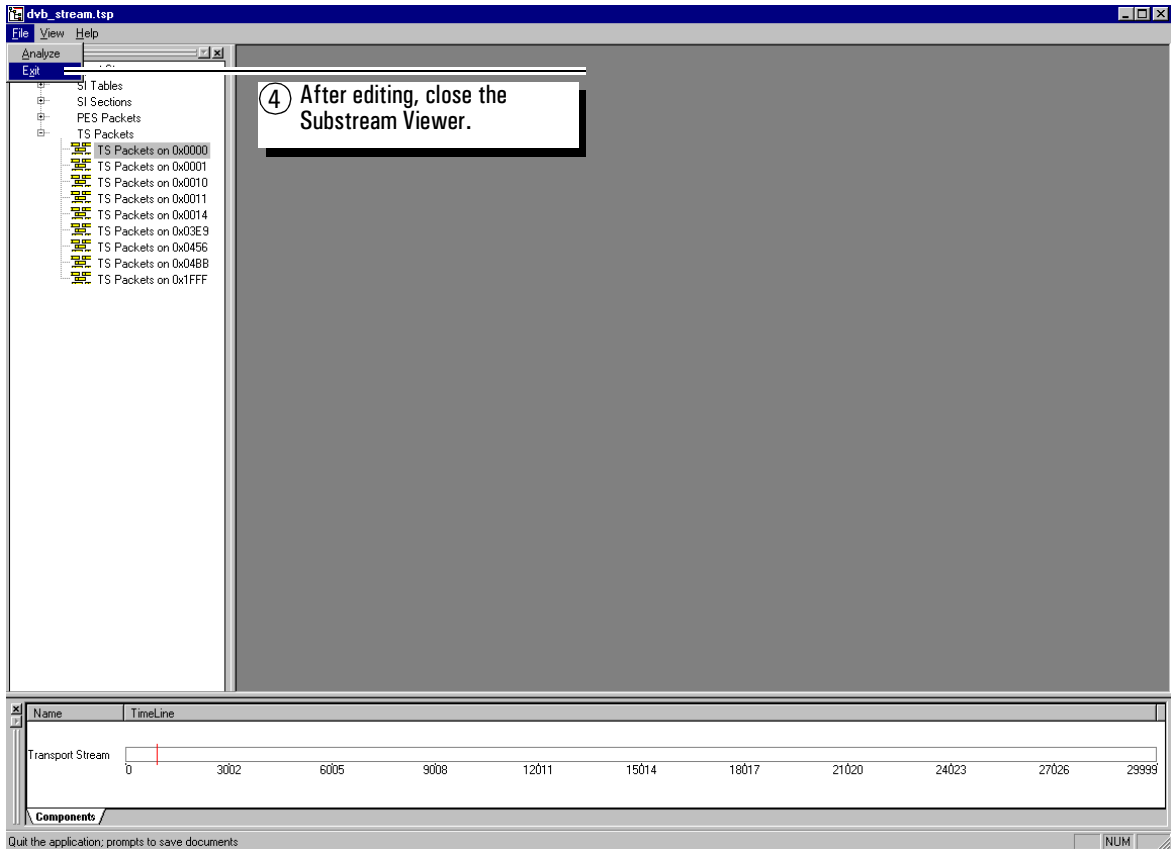 dvb_stream.tsp
File View Help
Analyze
Exit
SI Tables
SI Sections
PES Packets
TS Packets
TS Packets on 0x0000
TS Packets on 0x0001
TS Packets on 0x0010
TS Packets on 0x0011
TS Packets on 0x0014
TS Packets on 0x03E9
TS Packets on 0x0456
TS Packets on 0x04BB
TS Packets on 0x1FFF
4 After editing, close the
Substream Viewer.
Name TimeLine
Transport Stream
0 3002 6005 9008 12011 15014 18017 21020 24023 27026 29999
Components
Quit the application; prompts to save documents NUM